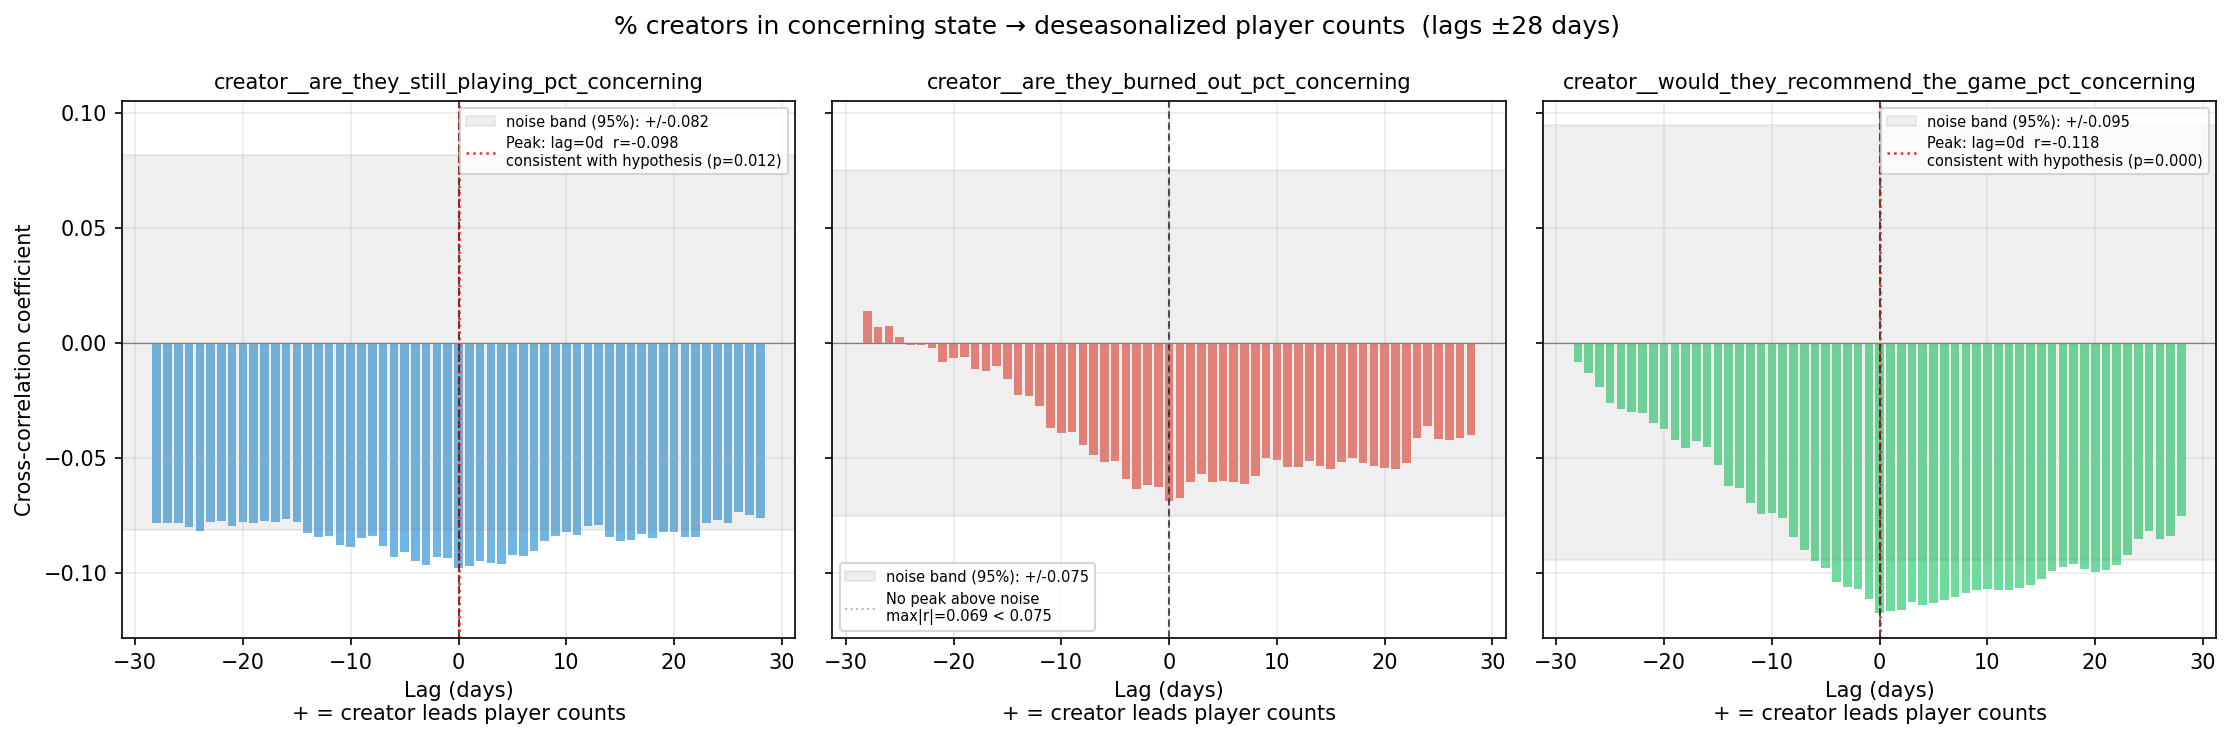 % creators in concerning state → deseasonalized player counts  (lags ±28 days)
creator__are_they_still_playing_pct_concerning
creator__are_they_burned_out_pct_concerning
creator__would_they_recommend_the_game_pct_concerning
Cross-correlation coefficient
0.10
0.05
0.00
−0.05
−0.10
noise band (95%): +/-0.082
Peak: lag=0d  r=-0.098
consistent with hypothesis (p=0.012)
−30
−20
−10
0
10
20
30
Lag (days)
+ = creator leads player counts
noise band (95%): +/-0.075
No peak above noise
max|r|=0.069 < 0.075
−30
−20
−10
0
10
20
30
Lag (days)
+ = creator leads player counts
noise band (95%): +/-0.095
Peak: lag=0d  r=-0.118
consistent with hypothesis (p=0.000)
−30
−20
−10
0
10
20
30
Lag (days)
+ = creator leads player counts